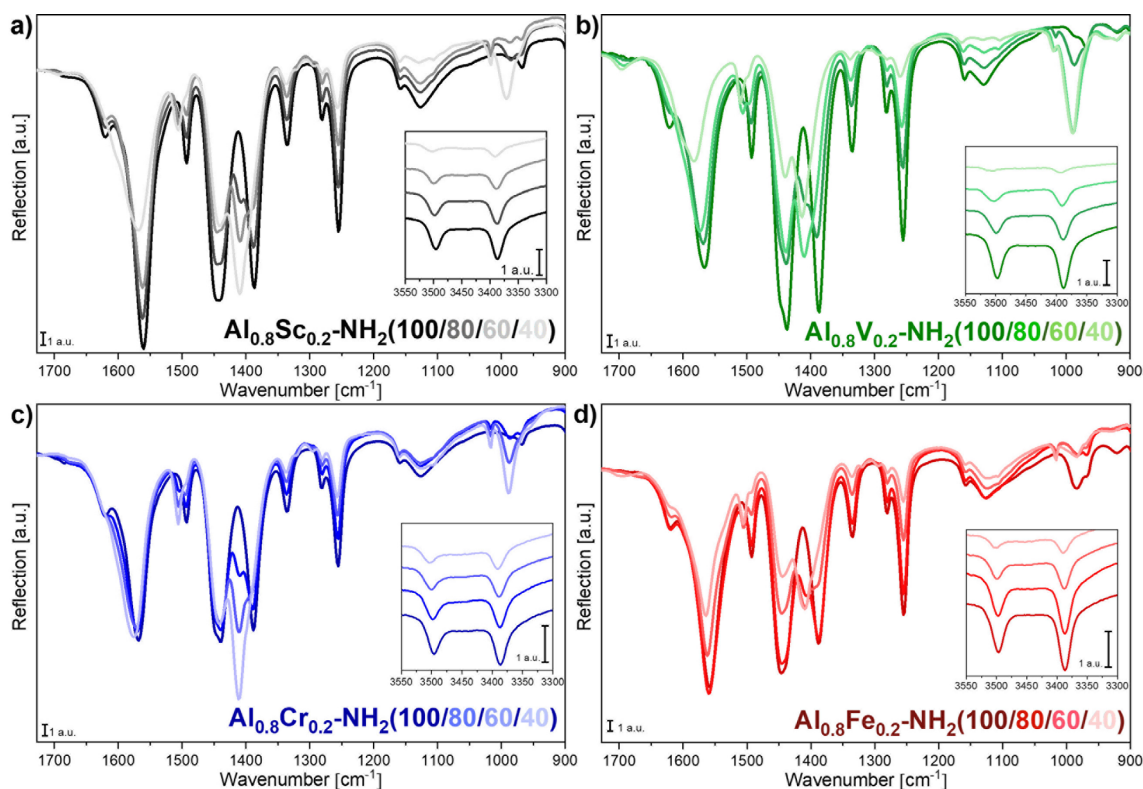 a)
Reflection [a.u.]
1 a.u.
3550 3500 3450 3400 3350 3300
Al0.8Sc0.2-NH2(100/80/60/40)
1 a.u.
1700 1600 1500 1400 1300 1200 1100 1000 900
Wavenumber [cm-1]
b)
Reflection [a.u.]
1 a.u.
3550 3500 3450 3400 3350 3300
Al0.8V0.2-NH2(100/80/60/40)
1 a.u.
1700 1600 1500 1400 1300 1200 1100 1000 900
Wavenumber [cm-1]
c)
Reflection [a.u.]
1 a.u.
3550 3500 3450 3400 3350 3300
Al0.8Cr0.2-NH2(100/80/60/40)
1 a.u.
1700 1600 1500 1400 1300 1200 1100 1000 900
Wavenumber [cm-1]
d)
Reflection [a.u.]
1 a.u.
3550 3500 3450 3400 3350 3300
Al0.8Fe0.2-NH2(100/80/60/40)
1 a.u.
1700 1600 1500 1400 1300 1200 1100 1000 900
Wavenumber [cm-1]